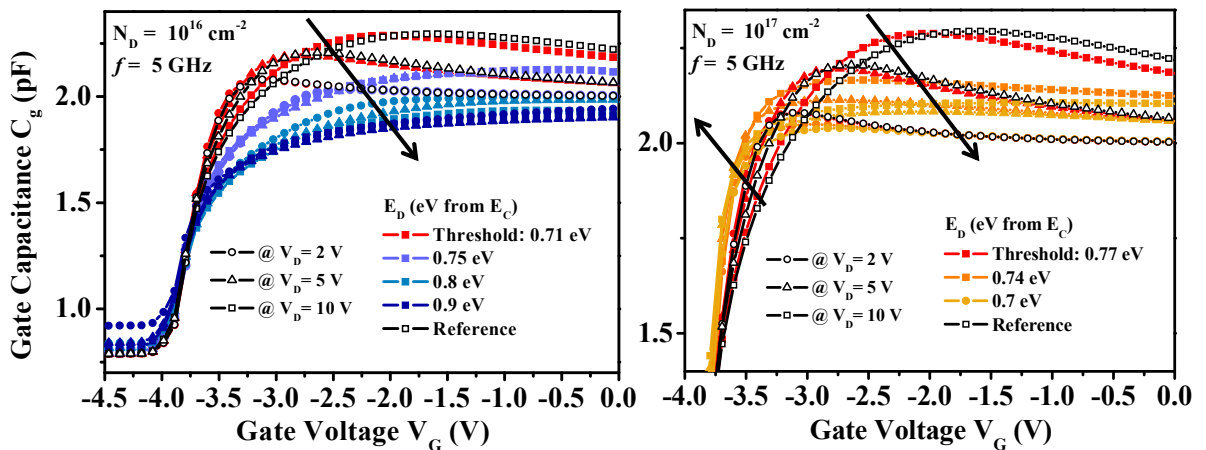 Gate Capacitance C_g (pF)
N_D = 10^16 cm^-2
f = 5 GHz
2.5
2.0
1.5
1.0
E_D (eV from E_C)
Threshold: 0.71 eV
0.75 eV
0.8 eV
0.9 eV
Reference
@ V_D= 2 V
@ V_D= 5 V
@ V_D= 10 V
-4.5 -4.0 -3.5 -3.0 -2.5 -2.0 -1.5 -1.0 -0.5 0.0
Gate Voltage V_G (V)
N_D = 10^17 cm^-2
f = 5 GHz
2.0
1.5
E_D (eV from E_C)
Threshold: 0.77 eV
0.74 eV
0.7 eV
Reference
@ V_D= 2 V
@ V_D= 5 V
@ V_D= 10 V
-4.0 -3.5 -3.0 -2.5 -2.0 -1.5 -1.0 -0.5 0.0
Gate Voltage V_G (V)